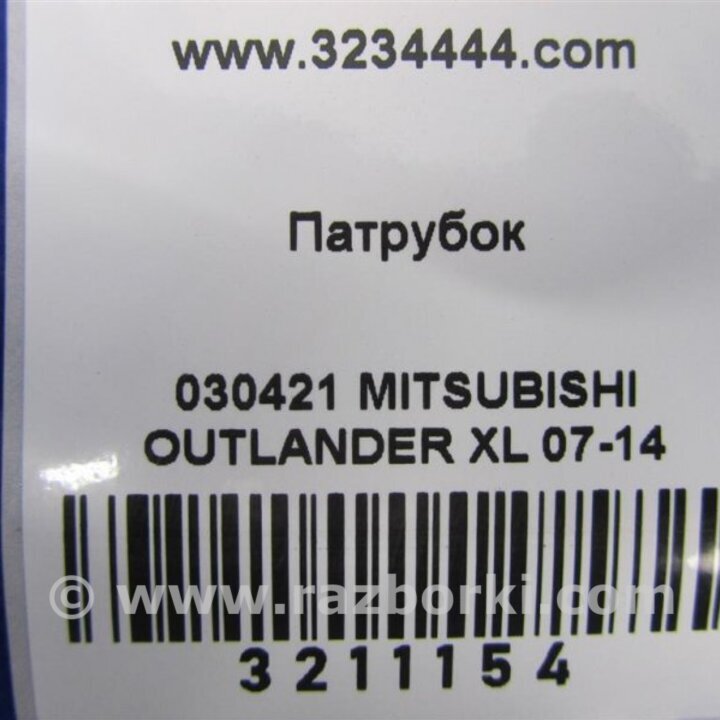 www.3234444.com
Патрубок
030421 MITSUBISHI
OUTLANDER XL 07-14
© www.razborki.com
3211154